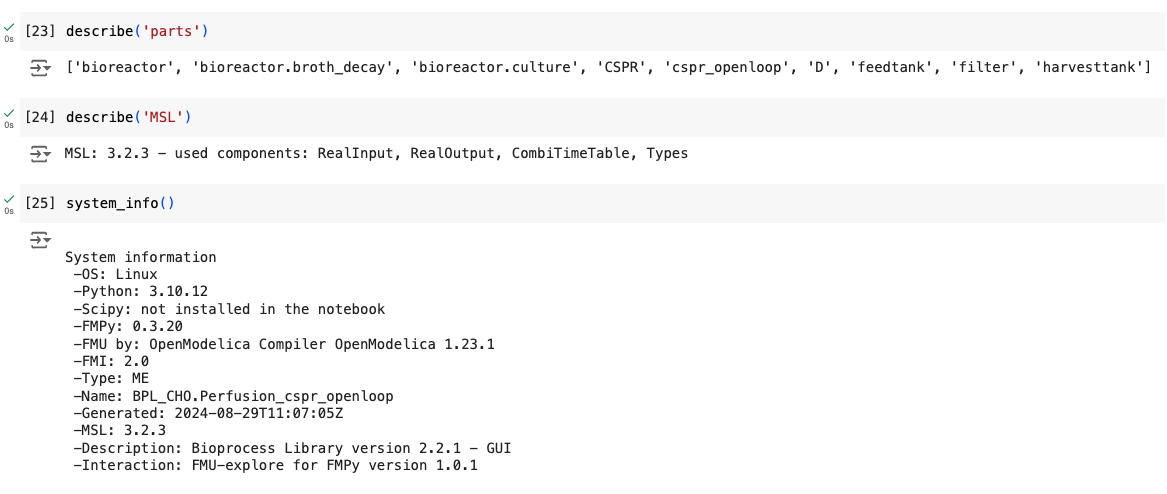 [23] describe('parts')
0s
['bioreactor', 'bioreactor.broth_decay', 'bioreactor.culture', 'CSPR', 'cspr_openloop', 'D', 'feedtank', 'filter', 'harvesttank']
[24] describe('MSL')
0s
MSL: 3.2.3 - used components: RealInput, RealOutput, CombiTimeTable, Types
[25] system_info()
0s
System information
-OS: Linux
-Python: 3.10.12
-Scipy: not installed in the notebook
-FMPy: 0.3.20
-FMU by: OpenModelica Compiler OpenModelica 1.23.1
-FMI: 2.0
-Type: ME
-Name: BPL_CHO.Perfusion_cspr_openloop
-Generated: 2024-08-29T11:07:05Z
-MSL: 3.2.3
-Description: Bioprocess Library version 2.2.1 - GUI
-Interaction: FMU-explore for FMPy version 1.0.1